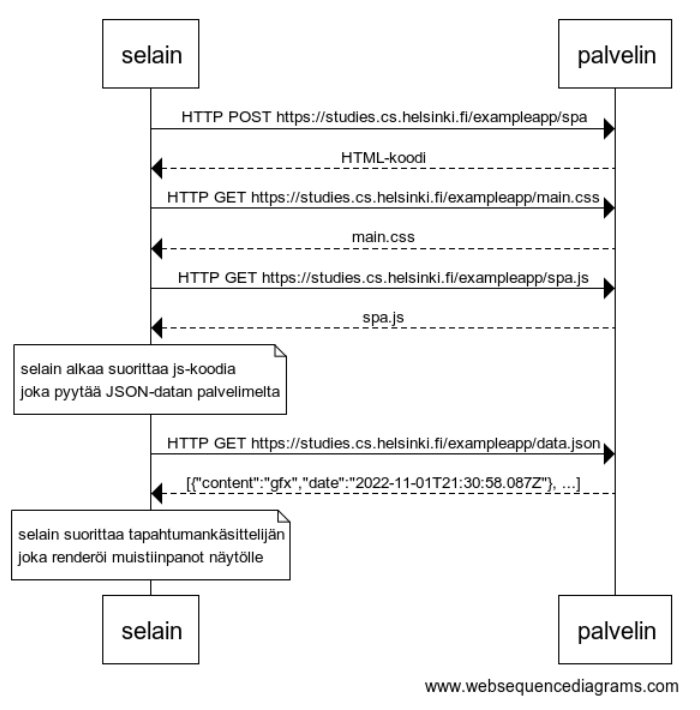 selain palvelin
HTTP POST https://studies.cs.helsinki.fi/exampleapp/spa
HTML-koodi
HTTP GET https://studies.cs.helsinki.fi/exampleapp/main.css
main.css
HTTP GET https://studies.cs.helsinki.fi/exampleapp/spa.js
spa.js
selain alkaa suorittaa js-koodia
joka pyytää JSON-datan palvelimelta
HTTP GET https://studies.cs.helsinki.fi/exampleapp/data.json
[{"content":"gfx","date":"2022-11-01T21:30:58.087Z"}, ...]
selain suorittaa tapahtumankäsittelijän
joka renderöi muistiinpanot näytölle
selain palvelin
www.websequencediagrams.com